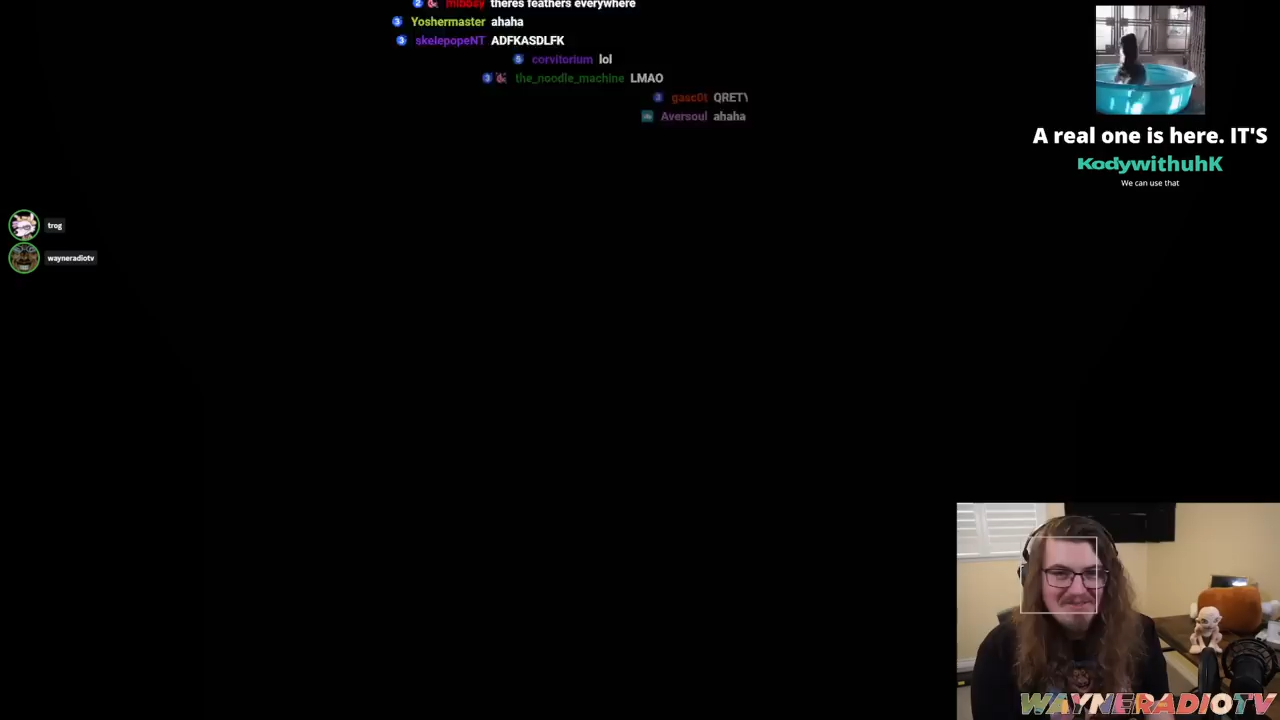 miiosy theres feathers everywhere
Yoshermaster ahaha
skelepopeNT ADFKASDLFK
corvitorium lol
the_noodle_machine LMAO
gasc0t QRETY
Aversoul ahaha
A real one is here. IT'S
KodywithuhK
We can use that
trog
wayneradiotv
WAYNERADIOTV